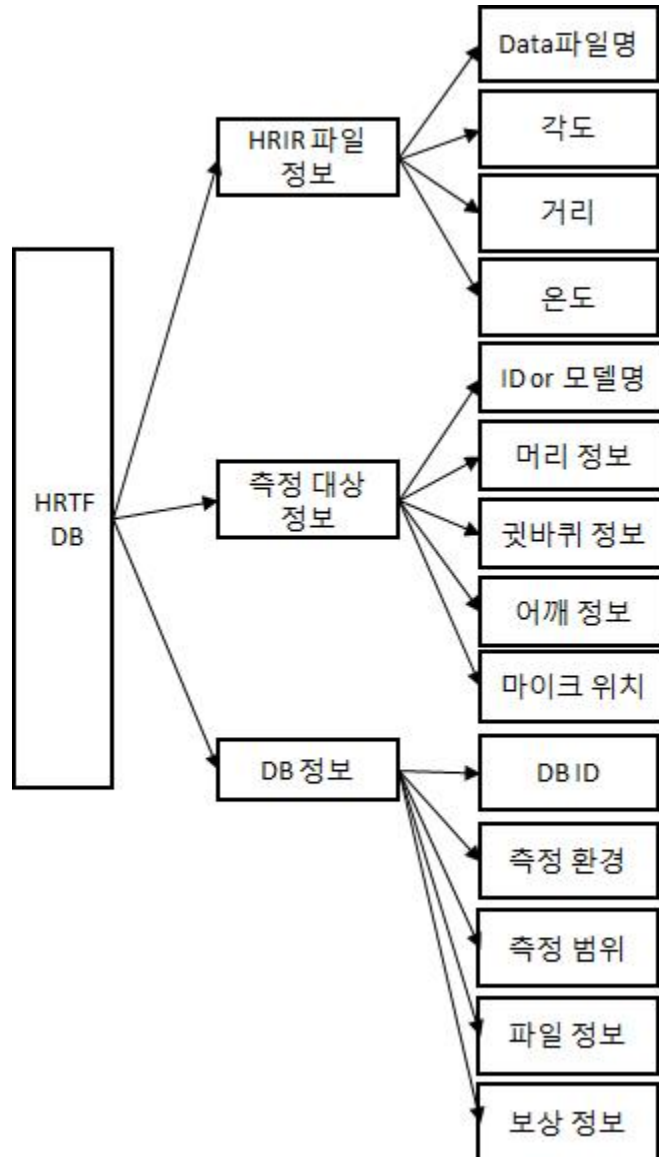 HRTF
DB
HRIR 파일
정보
Data파일명
각도
거리
온도
측정 대상
정보
ID or 모델명
머리 정보
귓바퀴 정보
어깨 정보
마이크 위치
DB 정보
DB ID
측정 환경
측정 범위
파일 정보
보상 정보